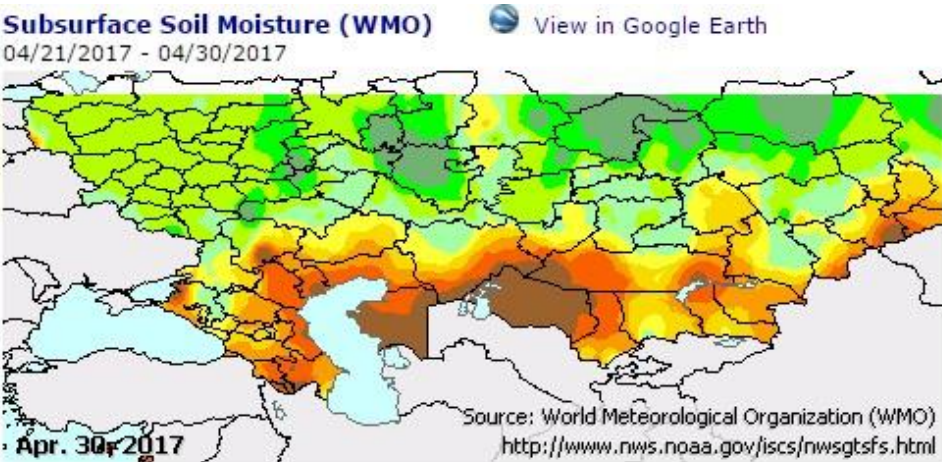 Subsurface Soil Moisture (WMO)
View in Google Earth
04/21/2017 - 04/30/2017
Source: World Meteorological Organization (WMO)
Apr. 30, 2017
http://www.nws.noaa.gov/iscs/nwsgtsfs.html